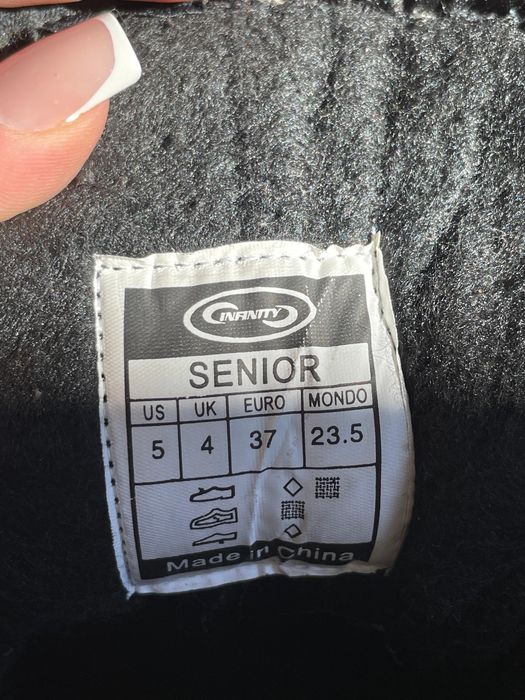 INFINITY
SENIOR
US UK EURO MONDO
5 4 37 23.5
Made in China